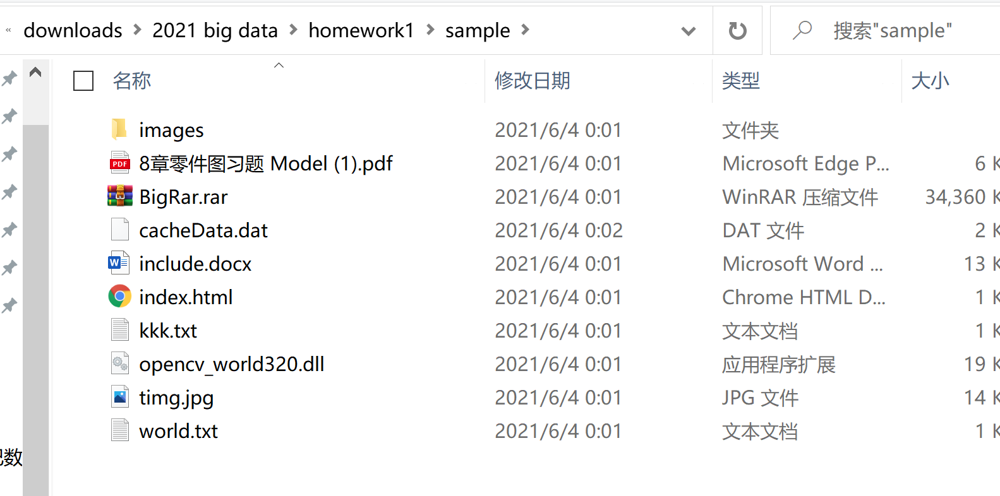 « downloads > 2021 big data > homework1 > sample > 搜索"sample"
名称 修改日期 类型 大小
images 2021/6/4 0:01 文件夹
8章零件图习题 Model (1).pdf 2021/6/4 0:01 Microsoft Edge P... 6 K
BigRar.rar 2021/6/4 0:01 WinRAR 压缩文件 34,360 K
cacheData.dat 2021/6/4 0:02 DAT 文件 2 K
include.docx 2021/6/4 0:01 Microsoft Word ... 13 K
index.html 2021/6/4 0:01 Chrome HTML D... 1 K
kkk.txt 2021/6/4 0:01 文本文档 1 K
opencv_world320.dll 2021/6/4 0:01 应用程序扩展 19 K
timg.jpg 2021/6/4 0:01 JPG 文件 14 K
world.txt 2021/6/4 0:01 文本文档 1 K
数